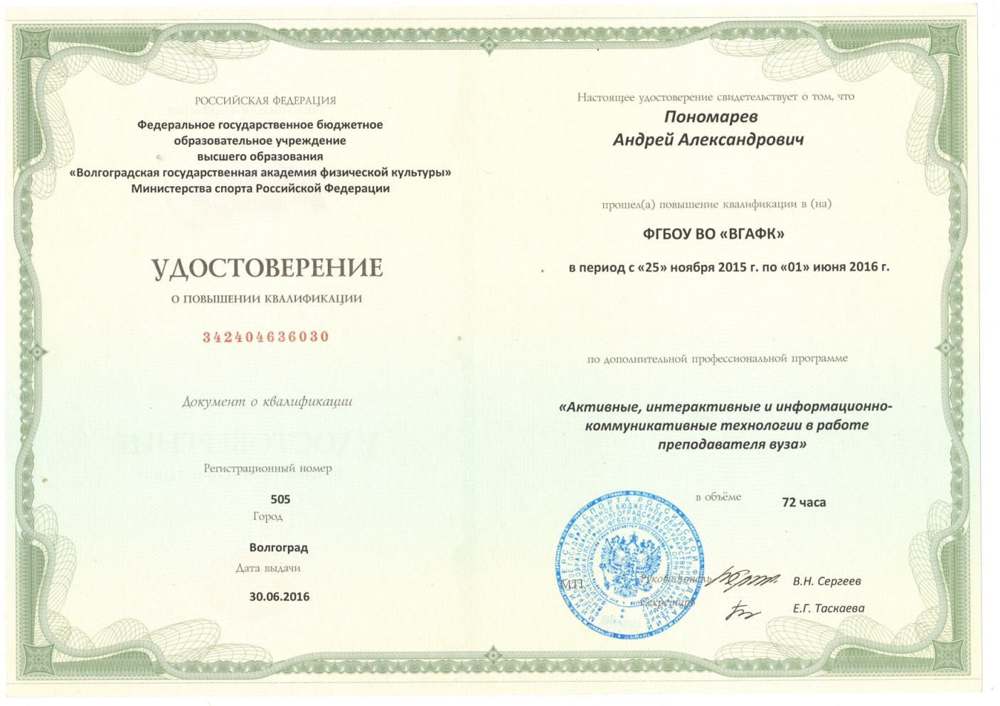 РОССИЙСКАЯ ФЕДЕРАЦИЯ
Федеральное государственное бюджетное
образовательное учреждение
высшего образования
«Волгоградская государственная академия физической культуры»
Министерства спорта Российской Федерации
УДОСТОВЕРЕНИЕ
О ПОВЫШЕНИИ КВАЛИФИКАЦИИ
342404636030
Документ о квалификации
Регистрационный номер
505
Город
Волгоград
Дата выдачи
30.06.2016
Настоящее удостоверение свидетельствует о том, что
Пономарев
Андрей Александрович
прошел(а) повышение квалификации в (на)
ФГБОУ ВО «ВГАФК»
в период с «25» ноября 2015 г. по «01» июня 2016 г.
по дополнительной профессиональной программе
«Активные, интерактивные и информационно-
коммуникативные технологии в работе
преподавателя вуза»
в объёме 72 часа
М.П.
Руководитель В.Н. Сергеев
Секретарь Е.Г. Таскаева